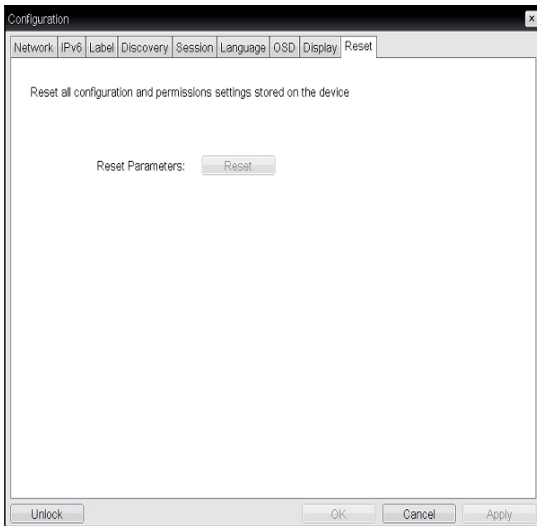 Configuration x
Network IPv6 Label Discovery Session Language OSD Display Reset
Reset all configuration and permissions settings stored on the device
Reset Parameters: Reset
Unlock OK Cancel Apply